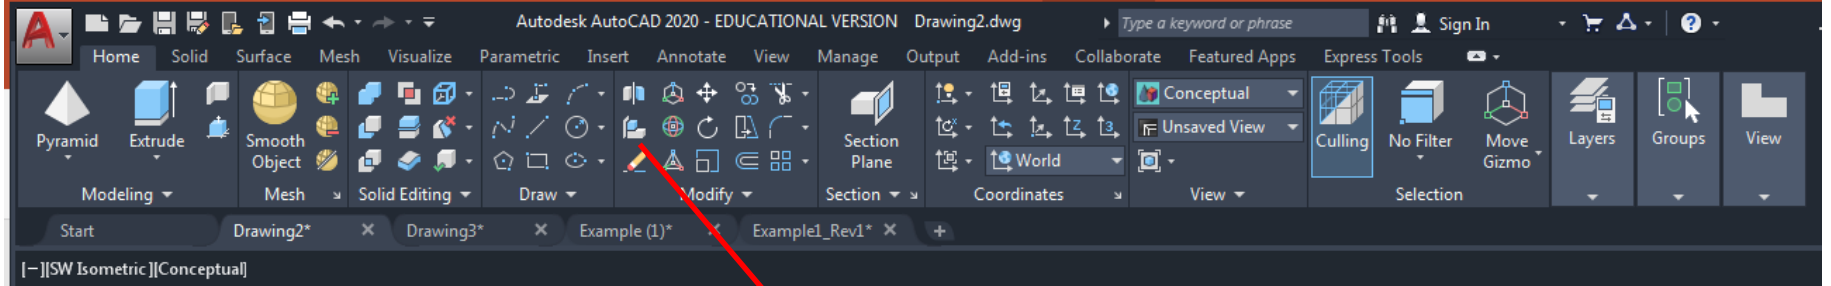 Autodesk AutoCAD 2020 - EDUCATIONAL VERSION Drawing2.dwg Type a keyword or phrase Sign In
Home Solid Surface Mesh Visualize Parametric Insert Annotate View Manage Output Add-ins Collaborate Featured Apps Express Tools
Pyramid
Extrude
Smooth
Object
Section
Plane
Conceptual
Unsaved View
World
Culling
No Filter
Move
Gizmo
Layers
Groups
View
Modeling Mesh Solid Editing Draw Modify Section Coordinates View Selection
Start Drawing2* Drawing3* Example (1)* Example1_Rev1*
[−][SW Isometric][Conceptual]